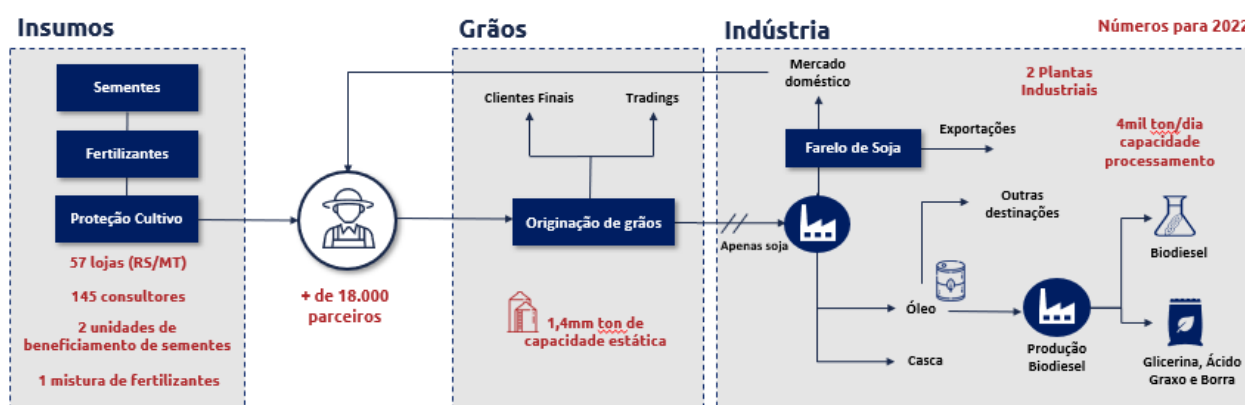 Insumos
Sementes
Fertilizantes
Proteção Cultivo
57 lojas (RS/MT)
145 consultores
2 unidades de
beneficiamento de sementes
1 mistura de fertilizantes
+ de 18.000
parceiros
Grãos
Clientes Finais
Tradings
Originação de grãos
1,4mm ton de
capacidade estática
Indústria
Números para 2022
Mercado
doméstico
2 Plantas
Industriais
Farelo de Soja
Exportações
4mil ton/dia
capacidade
processamento
Apenas soja
Outras
destinações
Óleo
Casca
Produção
Biodiesel
Biodiesel
Glicerina, Ácido
Graxo e Borra